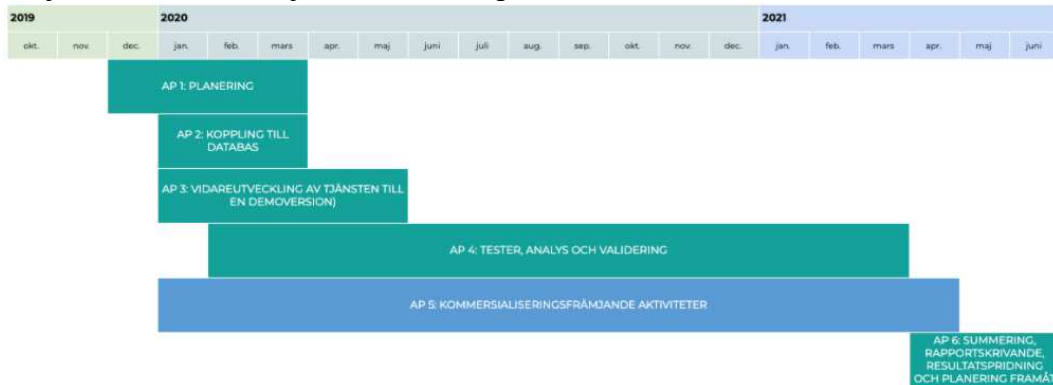 2019 2020 2021
okt. nov. dec. jan. feb. mars apr. maj juni juli aug. sep. okt. nov. dec. jan. feb. mars apr. maj juni
AP 1: PLANERING
AP 2: KOPPLING TILL
DATABAS
AP 3: VIDAREUTVECKLING AV TJÄNSTEN TILL
EN DEMOVERSION)
AP 4: TESTER, ANALYS OCH VALIDERING
AP 5: KOMMERSIALISERINGSFRÄMJANDE AKTIVITETER
AP 6: SUMMERING,
RAPPORTSKRIVANDE,
RESULTATSPRIDNING
OCH PLANERING FRAMÅT